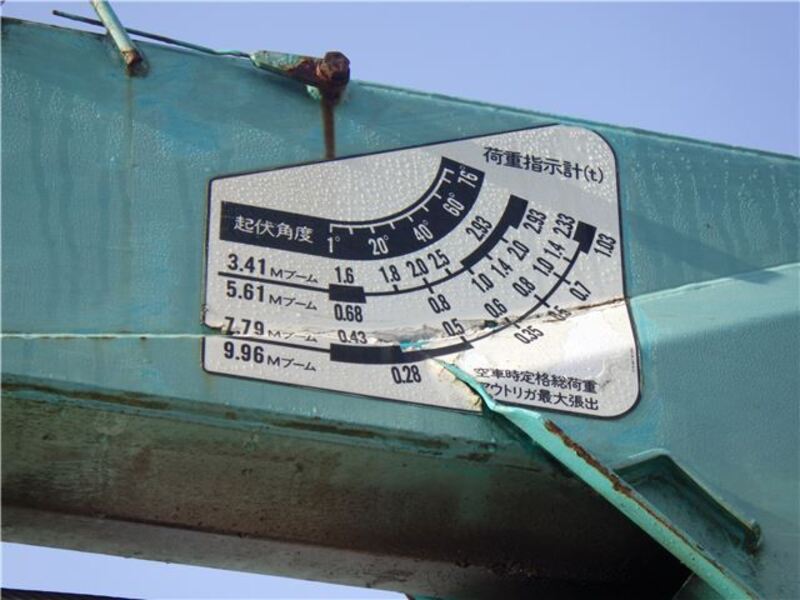 荷重指示計(t)
起伏角度 1° 20° 40° 60° 76°
3.41Mブーム 1.6 1.8 2.0 2.5 2.93
5.61Mブーム 0.68 0.8 1.0 1.4 2.0 2.93
7.79Mブーム 0.43 0.5 0.6 0.8 1.0 1.4 2.33
9.96Mブーム 0.28 0.35 0.5 0.7 1.03
空車時定格総荷重
アウトリガ最大張出